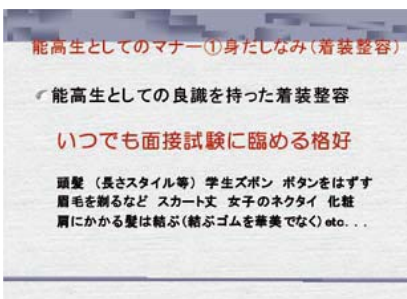 能高生としてのマナー①身だしなみ(着装整容)
能高生としての良識を持った着装整容
いつでも面接試験に臨める格好
頭髪 (長さスタイル等) 学生ズボン ボタンをはずす
眉毛を剃るなど スカート丈 女子のネクタイ 化粧
肩にかかる髪は結ぶ(結ぶゴムを華美でなく)etc...